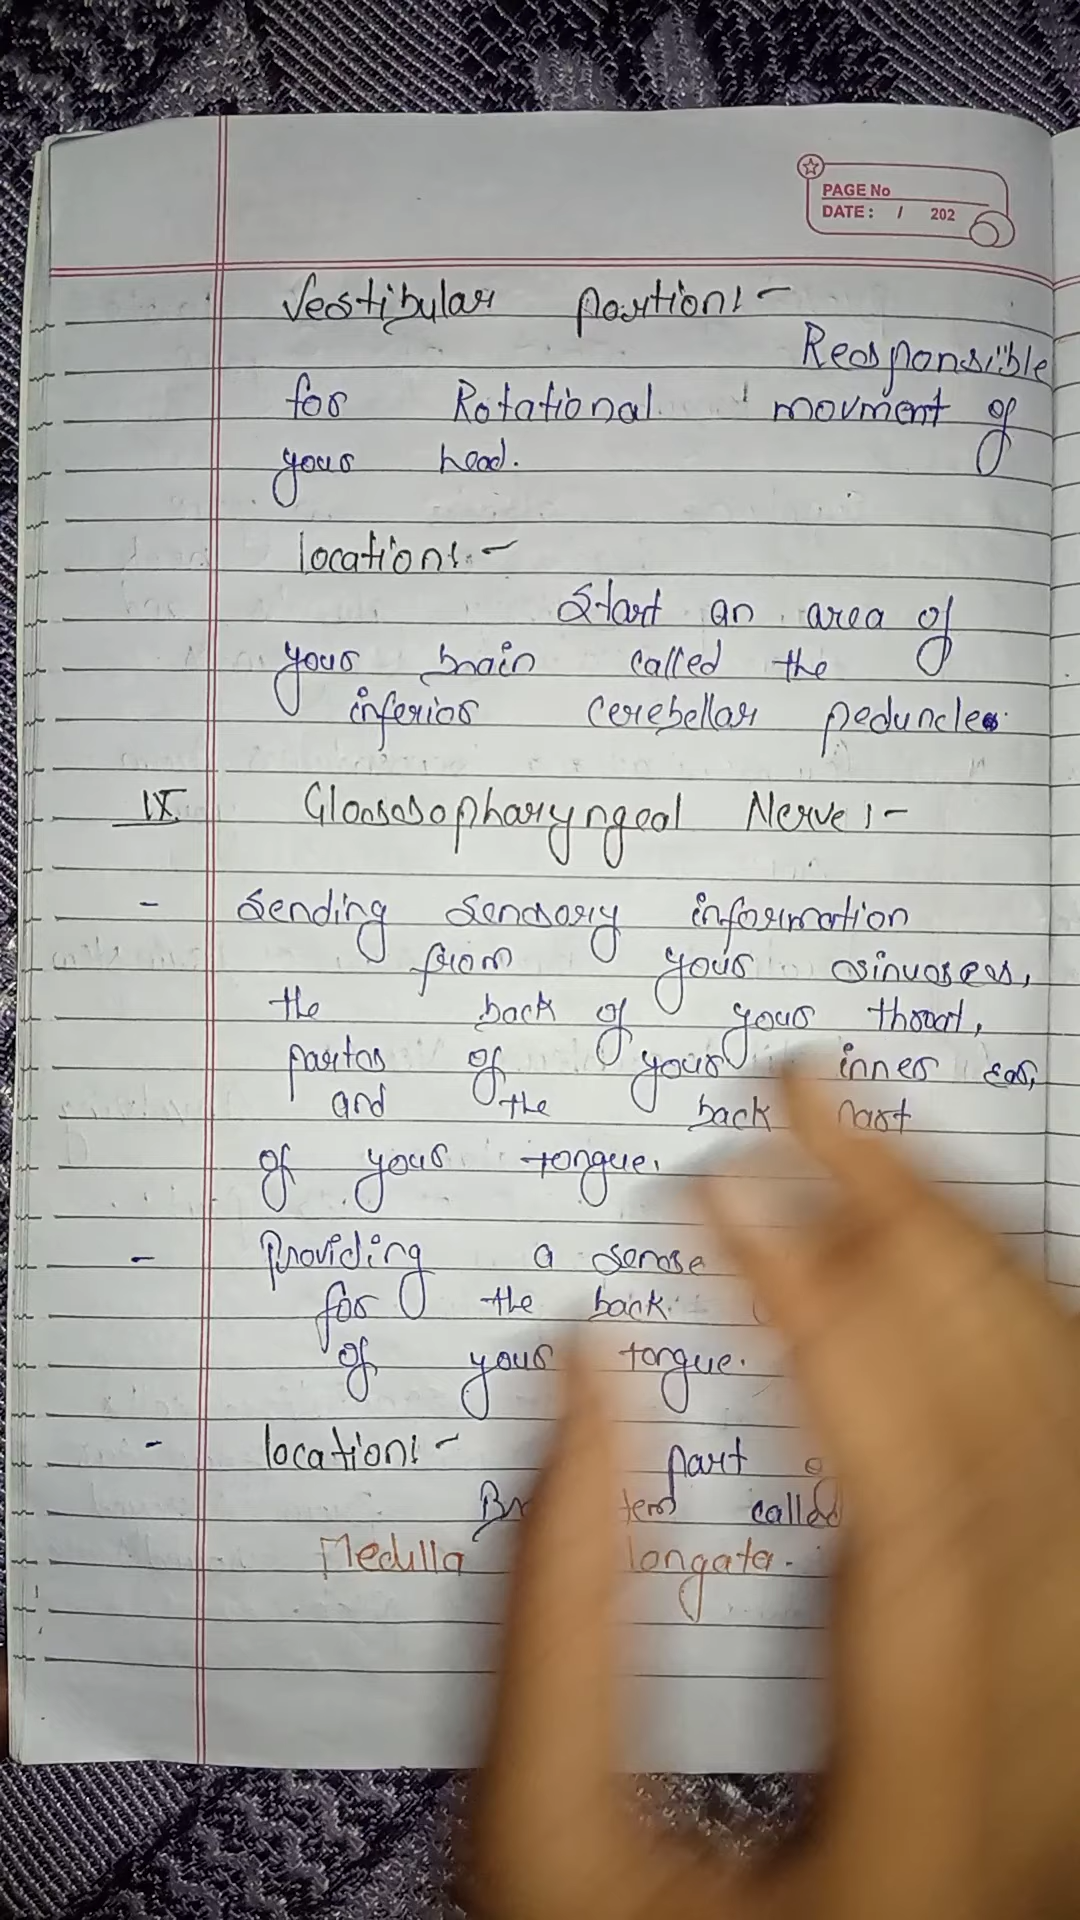 PAGE No
DATE: / 202
Vestibular portion:-
Responsible
for Rotational movment of
your head.
location:-
Start an area of
your brain called the
inferior cerebellar peduncle.
IX Glossopharyngeal Nerve:-
- Sending sensory information
from your sinuses,
the back of your throat,
parts of your inner ear,
and the back part
of your tongue.
- Providing a sense
for the back
of your tongue.
- location:- part
called
Medulla